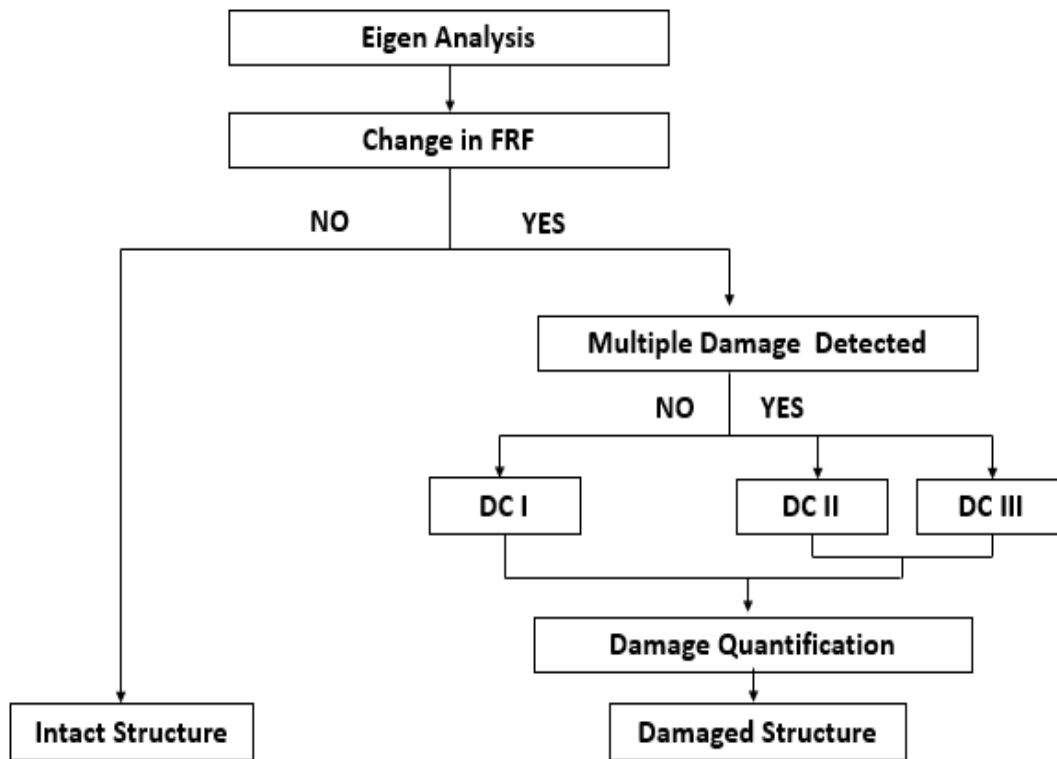 Eigen Analysis
Change in FRF
NO
YES
Multiple Damage Detected
NO
YES
DC I
DC II
DC III
Damage Quantification
Intact Structure
Damaged Structure